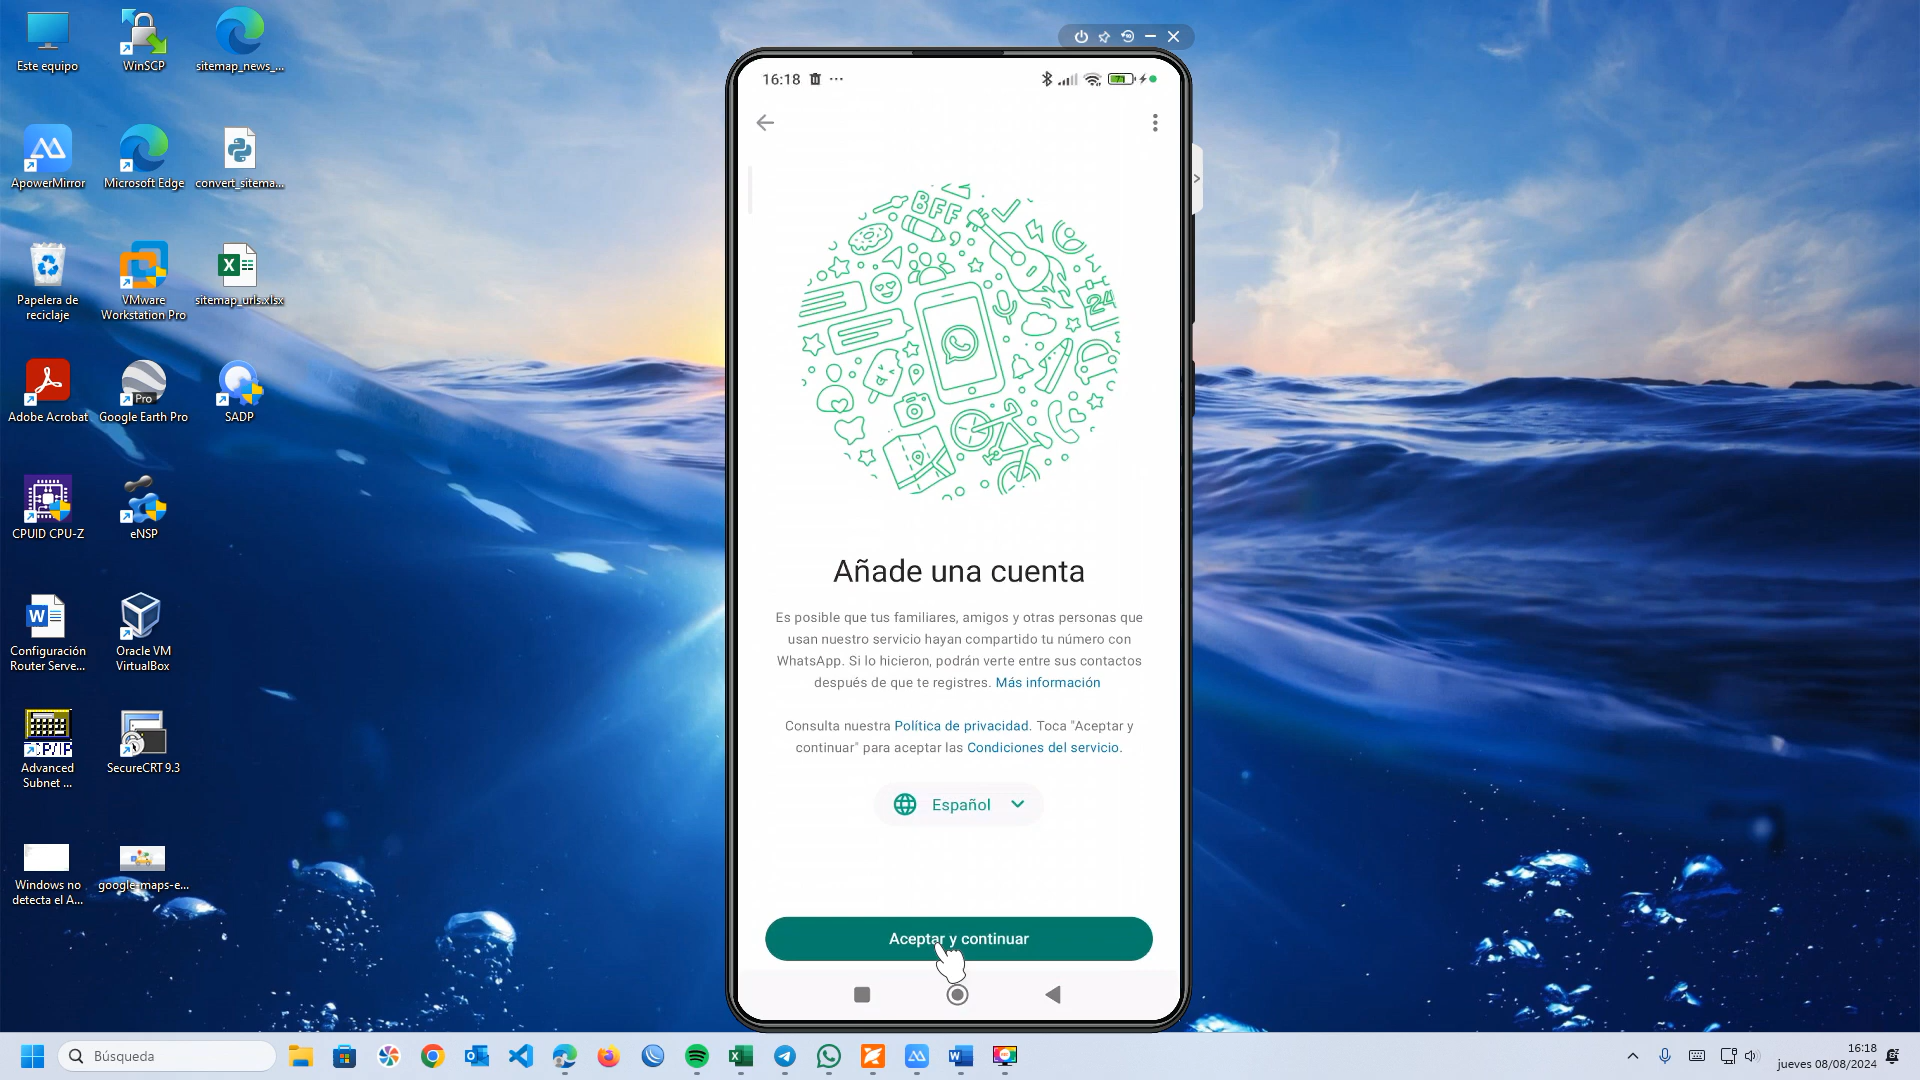 Este equipo
WinSCP
sitemap_news_...
ApowerMirror
Microsoft Edge
convert_sitema...
Papelera de
reciclaje
VMware
Workstation Pro
sitemap_urls.xlsx
Adobe Acrobat
Pro
Google Earth Pro
SADP
CPUID CPU-Z
eNSP
Configuración
Router Serve...
Oracle VM
VirtualBox
TCP/IP
Advanced
Subnet ...
SecureCRT 9.3
Windows no
detecta el A...
google-maps-e...
16:18
BFF
24
Añade una cuenta
Es posible que tus familiares, amigos y otras personas que
usan nuestro servicio hayan compartido tu número con
WhatsApp. Si lo hicieron, podrán verte entre sus contactos
después de que te registres. Más información
Consulta nuestra Política de privacidad. Toca "Aceptar y
continuar" para aceptar las Condiciones del servicio.
Español
Aceptar y continuar
Búsqueda
16:18
jueves 08/08/2024